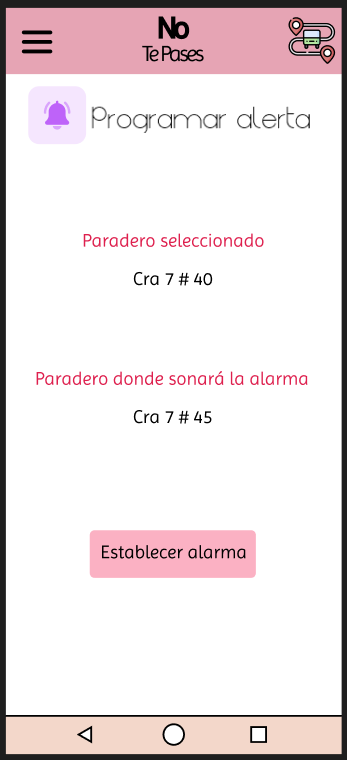 No
Te Pases
Programar alerta
Paradero seleccionado
Cra 7 # 40
Paradero donde sonará la alarma
Cra 7 # 45
Establecer alarma